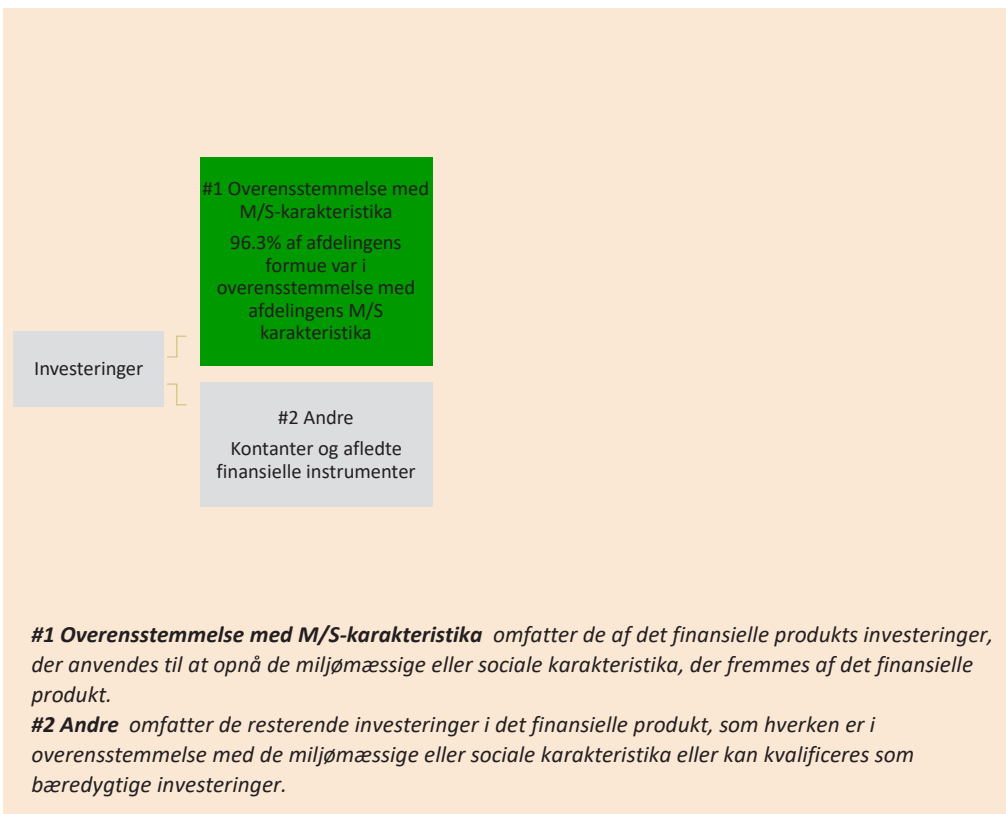 #1 Overensstemmelse med
M/S-karakteristika
96.3% af afdelingens
formue var i
overensstemmelse med
afdelingens M/S
karakteristika
Investeringer
#2 Andre
Kontanter og afledte
finansielle instrumenter
#1 Overensstemmelse med M/S-karakteristika omfatter de af det finansielle produkts investeringer,
der anvendes til at opnå de miljømæssige eller sociale karakteristika, der fremmes af det finansielle
produkt.
#2 Andre omfatter de resterende investeringer i det finansielle produkt, som hverken er i
overensstemmelse med de miljømæssige eller sociale karakteristika eller kan kvalificeres som
bæredygtige investeringer.